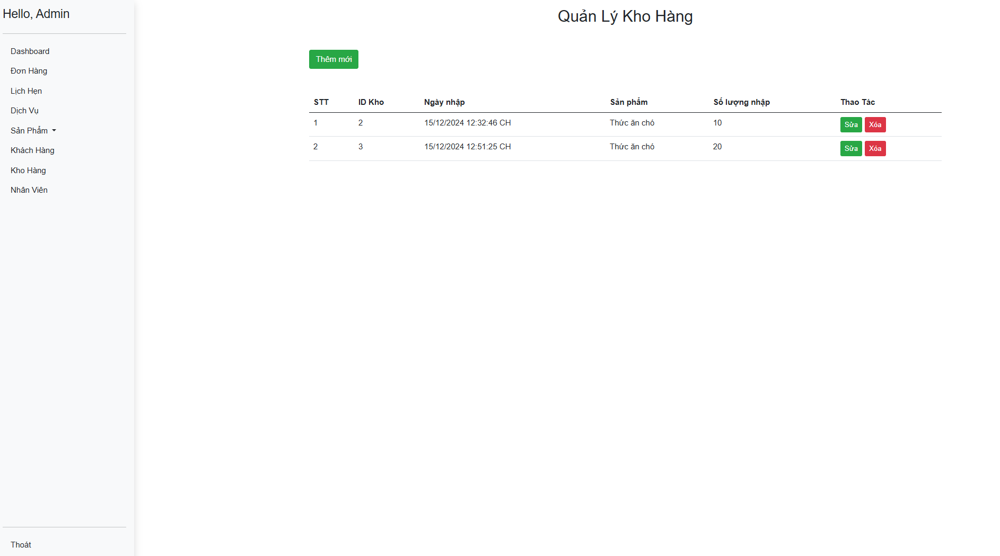 Hello, Admin
Dashboard
Đơn Hàng
Lịch Hẹn
Dịch Vụ
Sản Phẩm
Khách Hàng
Kho Hàng
Nhân Viên
Thoát
Quản Lý Kho Hàng
Thêm mới
STT ID Kho Ngày nhập Sản phẩm Số lượng nhập Thao Tác
1 2 15/12/2024 12:32:46 CH Thức ăn chó 10 Sửa Xóa
2 3 15/12/2024 12:51:25 CH Thức ăn chó 20 Sửa Xóa